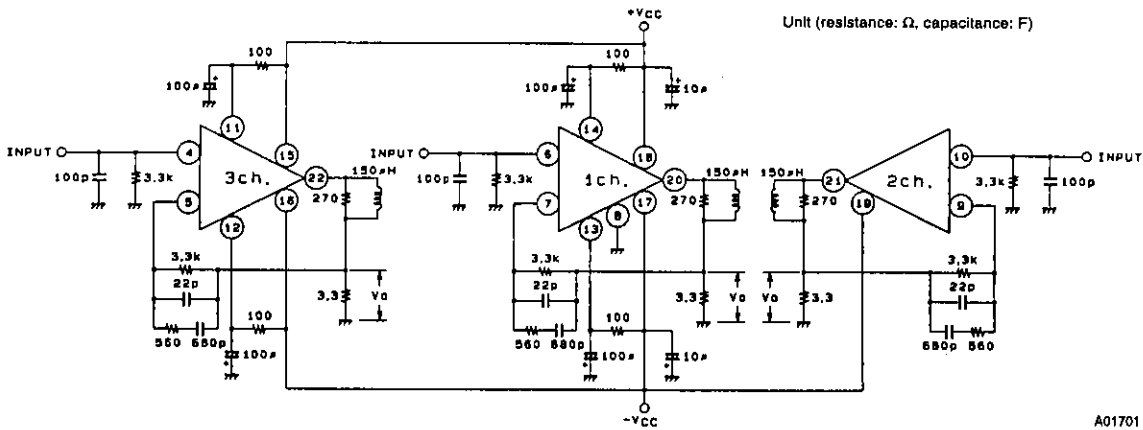 +VCC
Unit (resistance: Ω, capacitance: F)
100
100
100μ
100μ
10μ
11
14
INPUT
4
15
INPUT
6
18
10
INPUT
100p
3.3k
3ch.
22
150μH
100p
3.3k
1ch.
20
150μH
150μH
21
2ch.
3.3k
100p
5
16
270
7
8
17
270
270
19
9
12
13
3.3k
3.3k
3.3k
22p
3.3
Vo
22p
3.3
Vo
Vo
3.3
22p
560
680p
100
560
680p
100
680p
560
100μ
100μ
10μ
-VCC
A01701